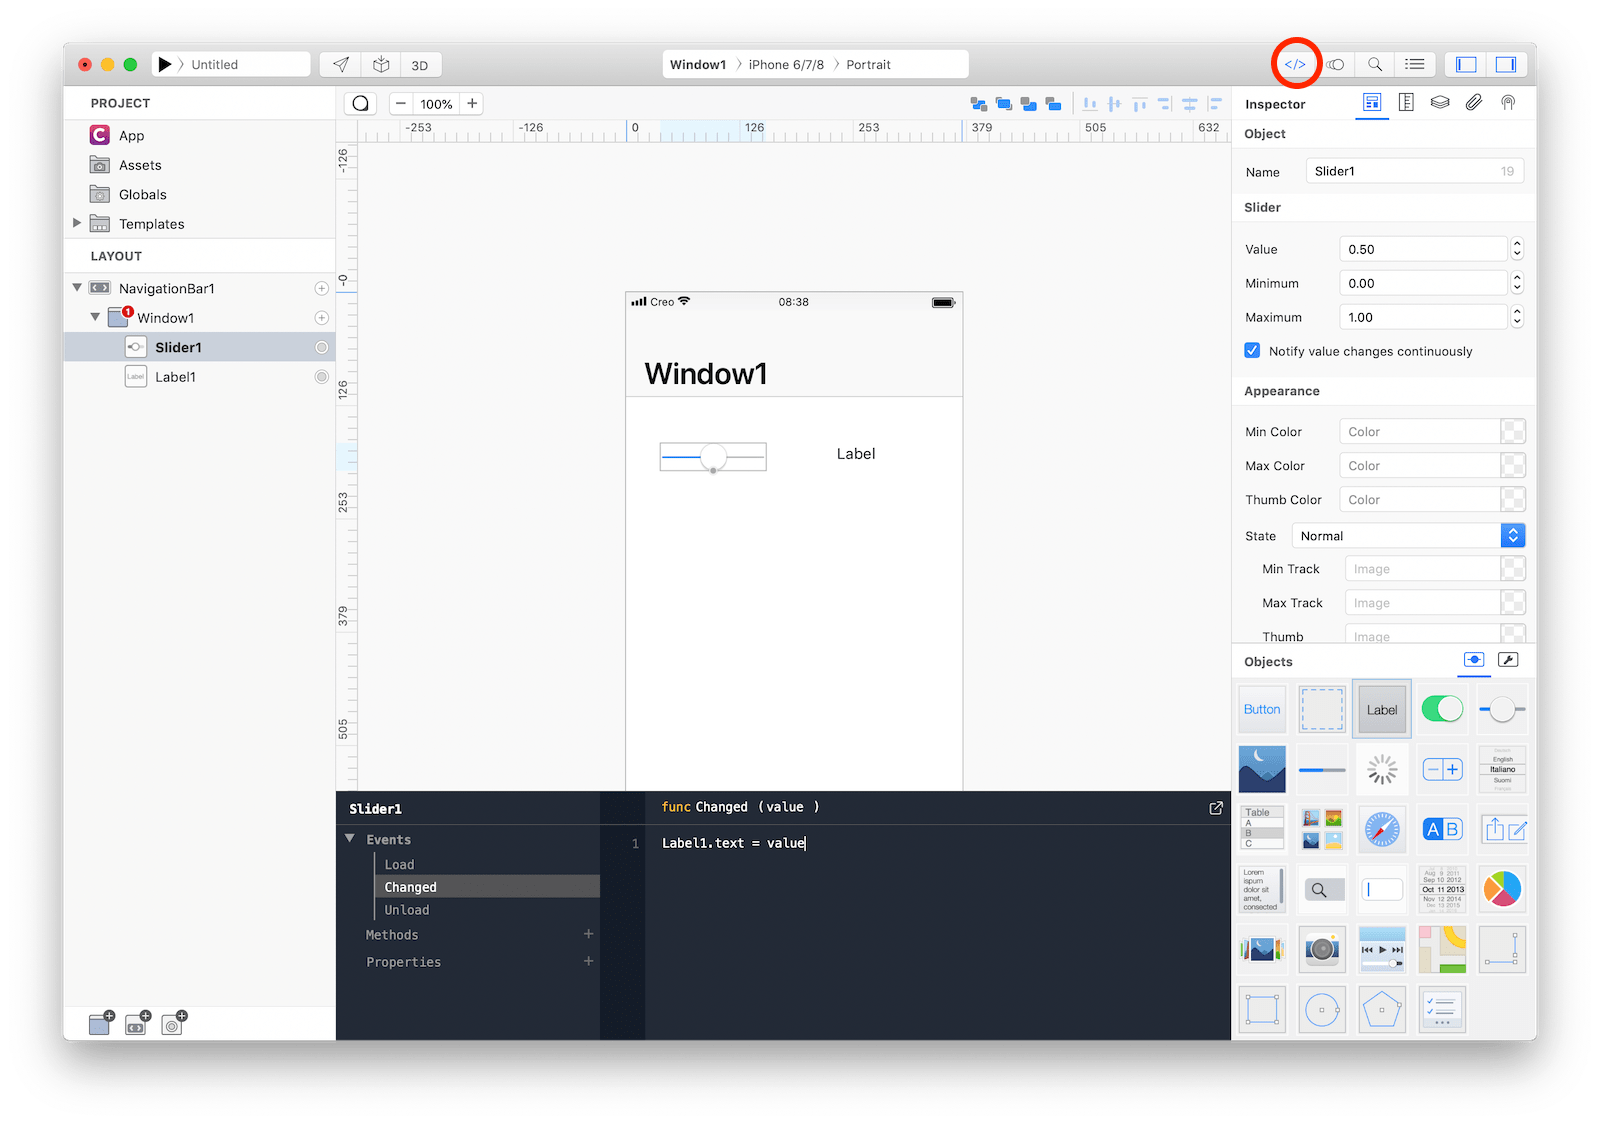 Untitled
3D
Window1 iPhone 6/7/8 Portrait
</>
PROJECT
App
Assets
Globals
Templates
LAYOUT
NavigationBar1
1
Window1
Slider1
Label
Label1
100%
-253 -126 0 126 253 379 505 632
-126
-0
126
253
379
505
Creo 08:38
Window1
Label
Slider1
Events
Load
Changed
Unload
Methods
Properties
func Changed (value )
1 Label1.text = value
Inspector
Object
Name Slider1 19
Slider
Value 0.50
Minimum 0.00
Maximum 1.00
Notify value changes continuously
Appearance
Min Color Color
Max Color Color
Thumb Color Color
State Normal
Min Track Image
Max Track Image
Thumb Image
Objects
Button
Label
English
Italiano
Suomi
Table
A
B
C
A B
Lorem
ispum
dolor sit
amet,
consected
Aug 9 2011
Sep 10 2012
Oct 11 2013
Nov 12 2014
Dec 13 2015